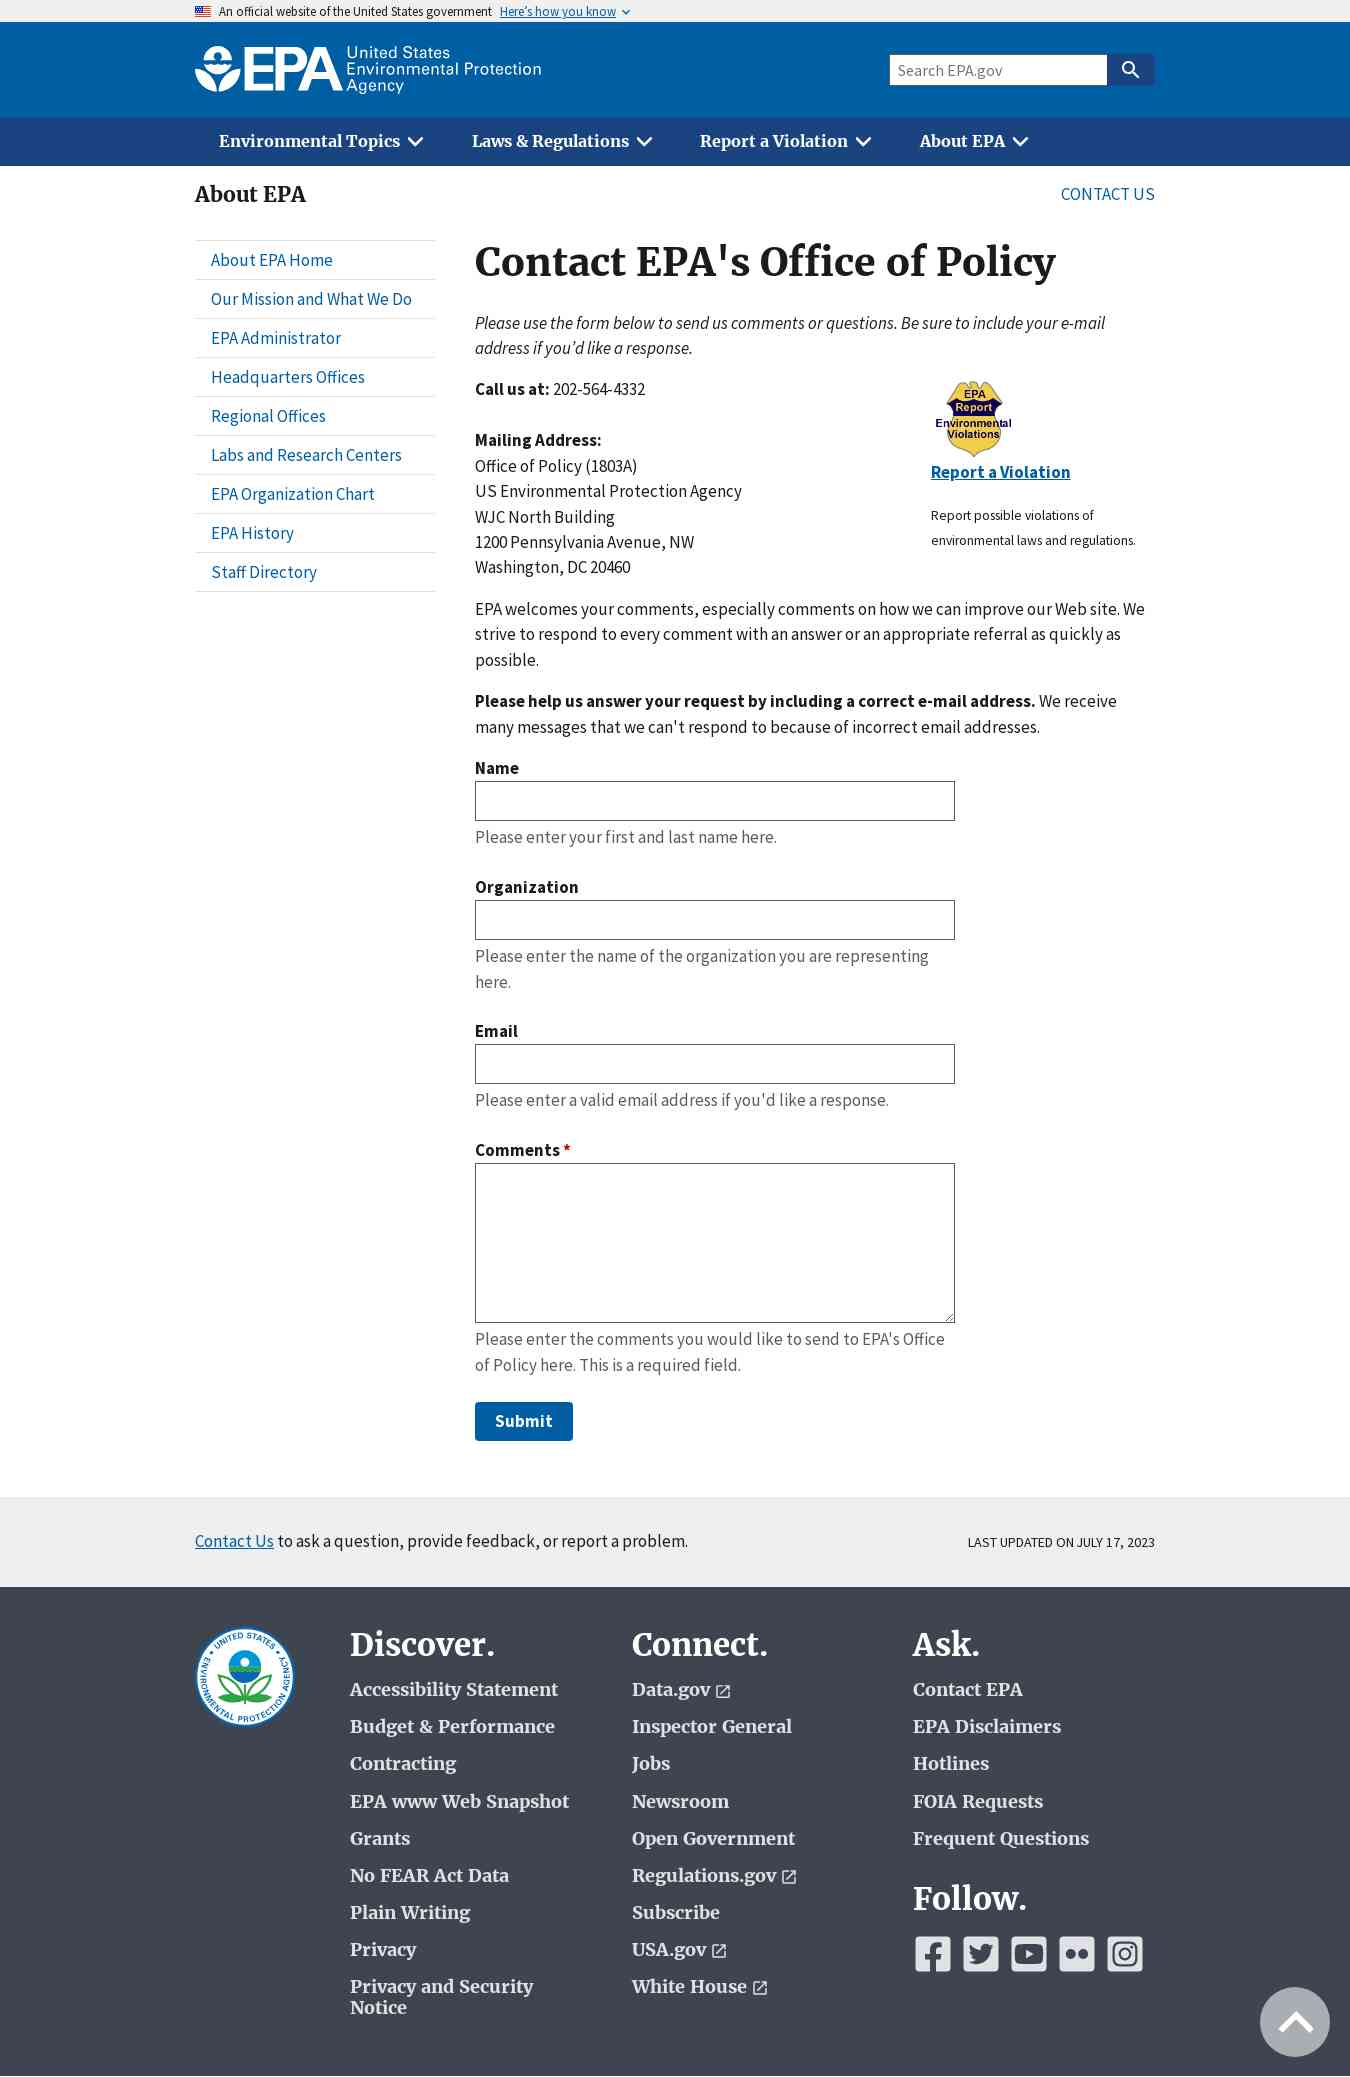 An official website of the United States government Here’s how you know
EPA United States
Environmental Protection
Agency
Search EPA.gov
Environmental Topics
Laws & Regulations
Report a Violation
About EPA
About EPA
CONTACT US
About EPA Home
Our Mission and What We Do
EPA Administrator
Headquarters Offices
Regional Offices
Labs and Research Centers
EPA Organization Chart
EPA History
Staff Directory
Contact EPA's Office of Policy
Please use the form below to send us comments or questions. Be sure to include your e-mail
address if you’d like a response.
Call us at: 202-564-4332
Mailing Address:
Office of Policy (1803A)
US Environmental Protection Agency
WJC North Building
1200 Pennsylvania Avenue, NW
Washington, DC 20460
EPA
Report
Environmental
Violations
Report a Violation
Report possible violations of
environmental laws and regulations.
EPA welcomes your comments, especially comments on how we can improve our Web site. We
strive to respond to every comment with an answer or an appropriate referral as quickly as
possible.
Please help us answer your request by including a correct e-mail address. We receive
many messages that we can't respond to because of incorrect email addresses.
Name
Please enter your first and last name here.
Organization
Please enter the name of the organization you are representing
here.
Email
Please enter a valid email address if you'd like a response.
Comments *
Please enter the comments you would like to send to EPA's Office
of Policy here. This is a required field.
Submit
Contact Us to ask a question, provide feedback, or report a problem.
LAST UPDATED ON JULY 17, 2023
UNITED STATES
ENVIRONMENTAL PROTECTION AGENCY
Discover.
Accessibility Statement
Budget & Performance
Contracting
EPA www Web Snapshot
Grants
No FEAR Act Data
Plain Writing
Privacy
Privacy and Security
Notice
Connect.
Data.gov
Inspector General
Jobs
Newsroom
Open Government
Regulations.gov
Subscribe
USA.gov
White House
Ask.
Contact EPA
EPA Disclaimers
Hotlines
FOIA Requests
Frequent Questions
Follow.